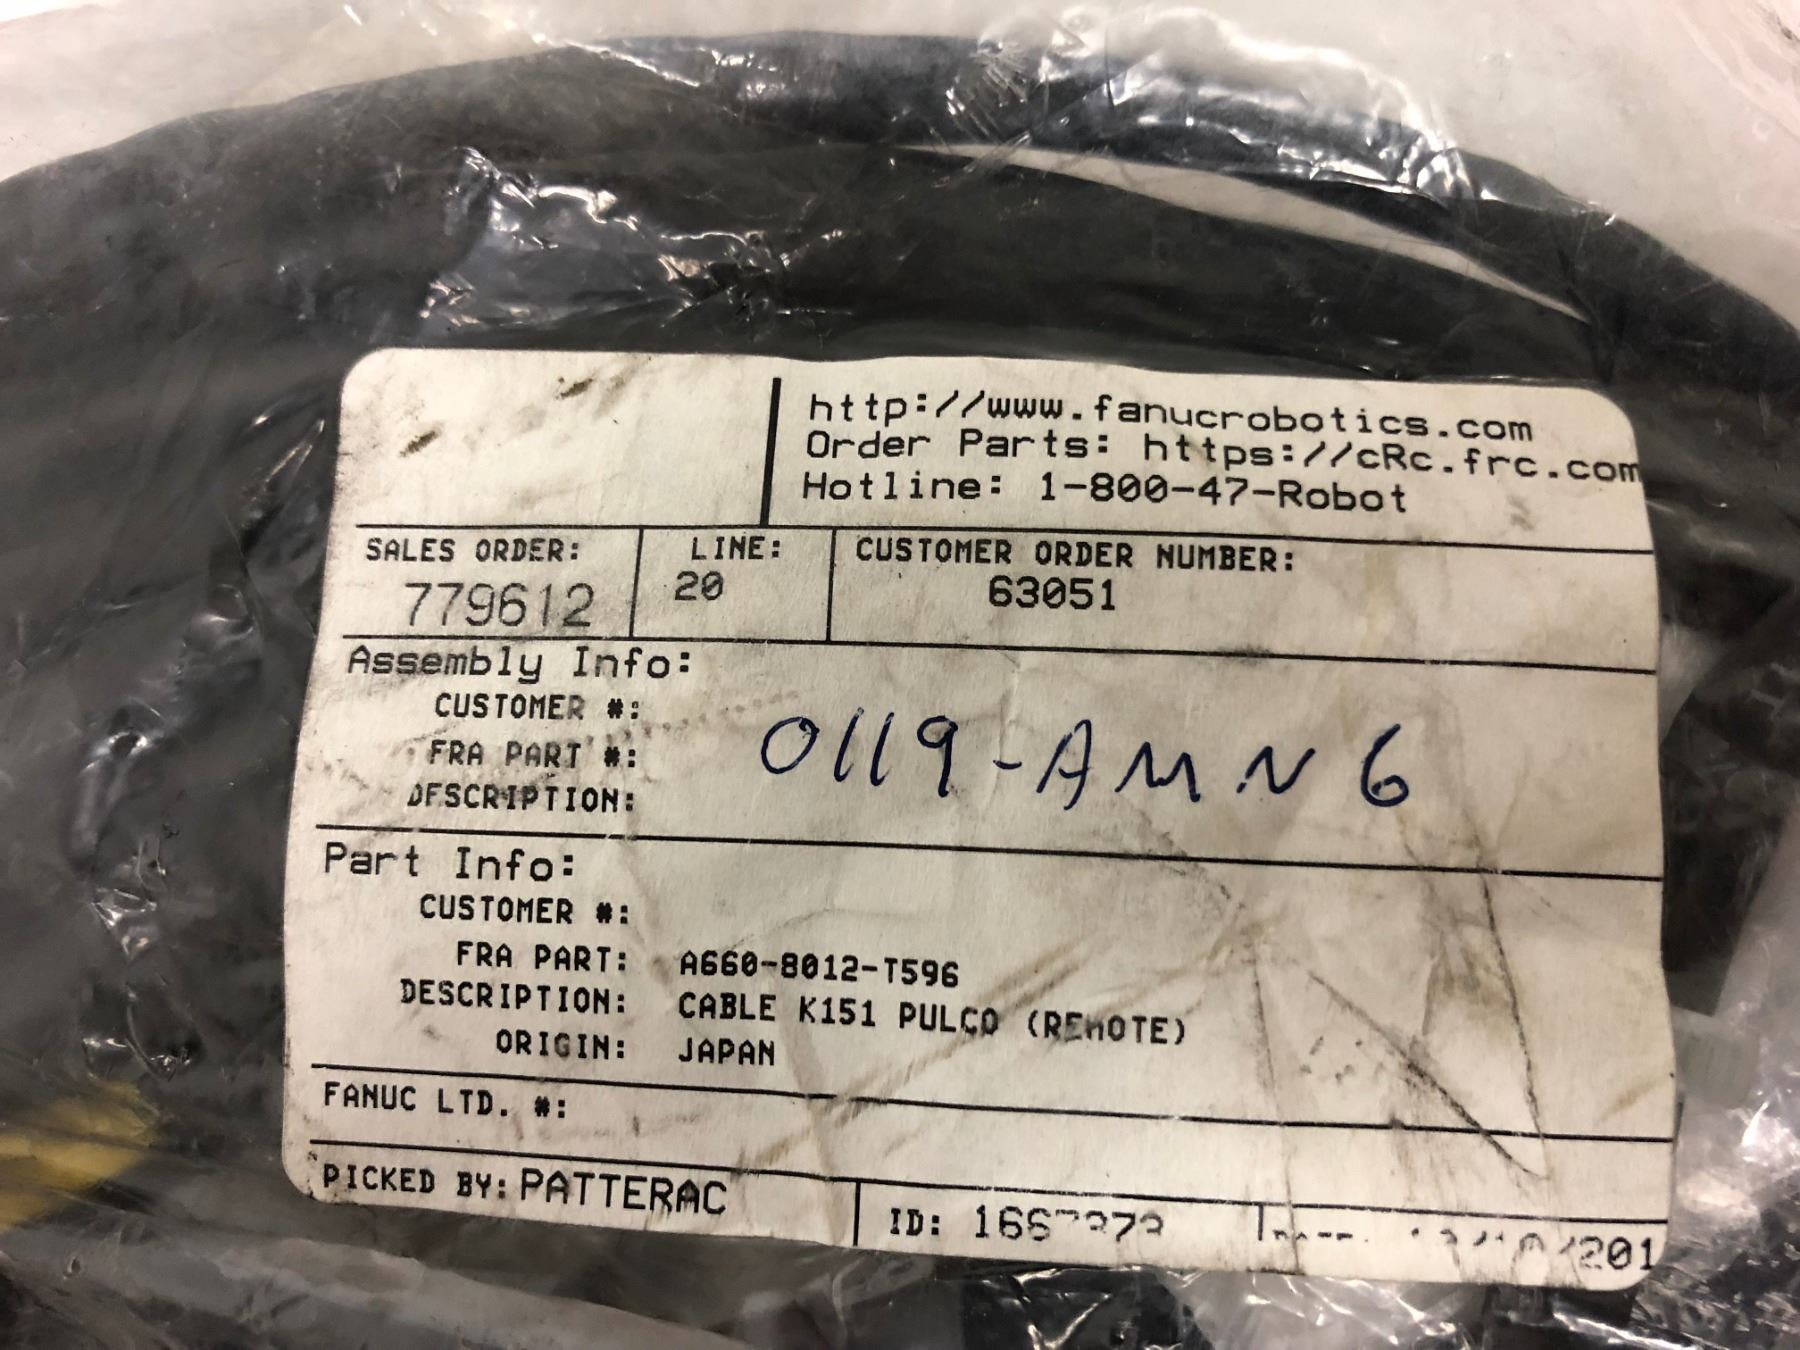 http://www.fanucrobotics.com
Order Parts: https://cRc.frc.com
Hotline: 1-800-47-Robot
SALES ORDER: LINE: CUSTOMER ORDER NUMBER:
779612 20 63051
Assembly Info:
CUSTOMER #:
FRA PART #: 0119-AMN6
DESCRIPTION:
Part Info:
CUSTOMER #:
FRA PART: A660-8012-T596
DESCRIPTION: CABLE K151 PULCO (REMOTE)
ORIGIN: JAPAN
FANUC LTD. #:
PICKED BY: PATTERAC ID: